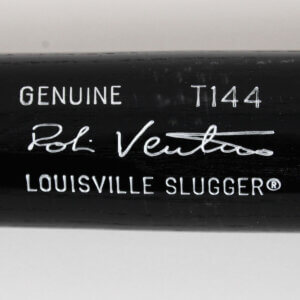 GENUINE T144
Robin Ventura
LOUISVILLE SLUGGER®